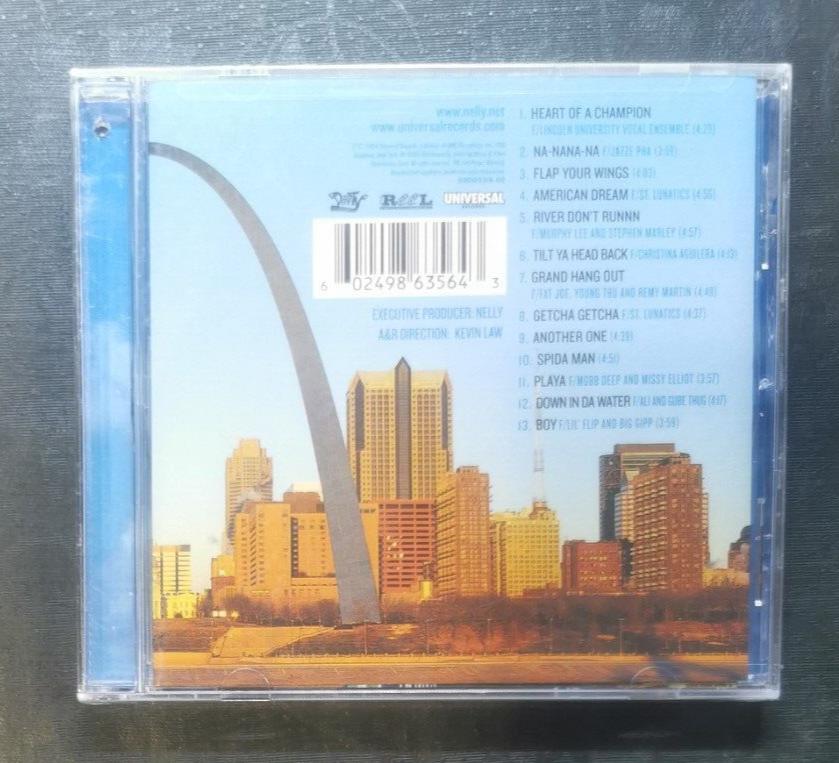 www.nelly.net
www.universalrecords.com
Derrty
REEL
UNIVERSAL
RECORDS
6 02498 63564 3
EXECUTIVE PRODUCER: NELLY
A&R DIRECTION: KEVIN LAW
1. HEART OF A CHAMPION
F/LINCOLN UNIVERSITY VOCAL ENSEMBLE (4:29)
2. NA-NANA-NA F/JAZZE PHA (3:59)
3. FLAP YOUR WINGS (4:03)
4. AMERICAN DREAM F/ST. LUNATICS (4:56)
5. RIVER DON'T RUNNN
F/MURPHY LEE AND STEPHEN MARLEY (4:57)
6. TILT YA HEAD BACK F/CHRISTINA AGUILERA (4:13)
7. GRAND HANG OUT
F/FAT JOE, YOUNG TRU AND REMY MARTIN (4:49)
8. GETCHA GETCHA F/ST. LUNATICS (4:37)
9. ANOTHER ONE (4:39)
10. SPIDA MAN (4:51)
11. PLAYA F/MOBB DEEP AND MISSY ELLIOT (3:57)
12. DOWN IN DA WATER F/ALI AND GUBE THUG (4:17)
13. BOY F/LIL' FLIP AND BIG GIPP (3:59)